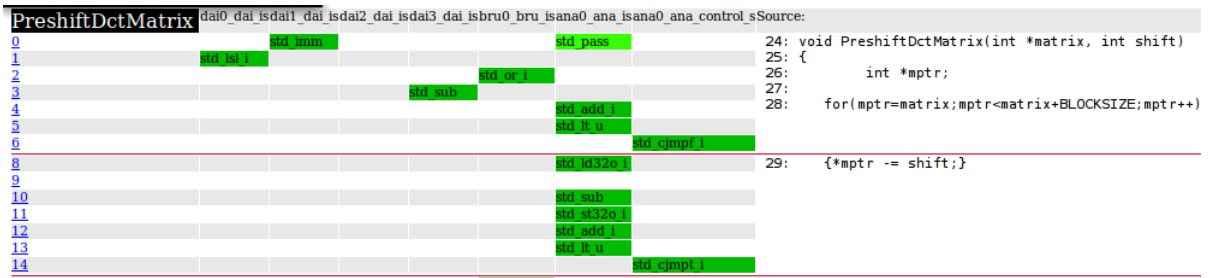 PreshiftDctMatrix dai0_dai_isdai1_dai_isdai2_dai_isdai3_dai_isbru0_bru_isana0_ana_isana0_ana_control_sSource:
0 std_imm std_pass 24: void PreshiftDctMatrix(int *matrix, int shift)
1 std_lsl_i 25: {
2 std_or_i 26: int *mptr;
3 std_sub 27:
4 std_add_i 28: for(mptr=matrix;mptr<matrix+BLOCKSIZE;mptr++)
5 std_lt_u
6 std_cjmpf_i
8 std_ld32o_i 29: {*mptr -= shift;}
9
10 std_sub
11 std_st32o_i
12 std_add_i
13 std_lt_u
14 std_cjmpt_i